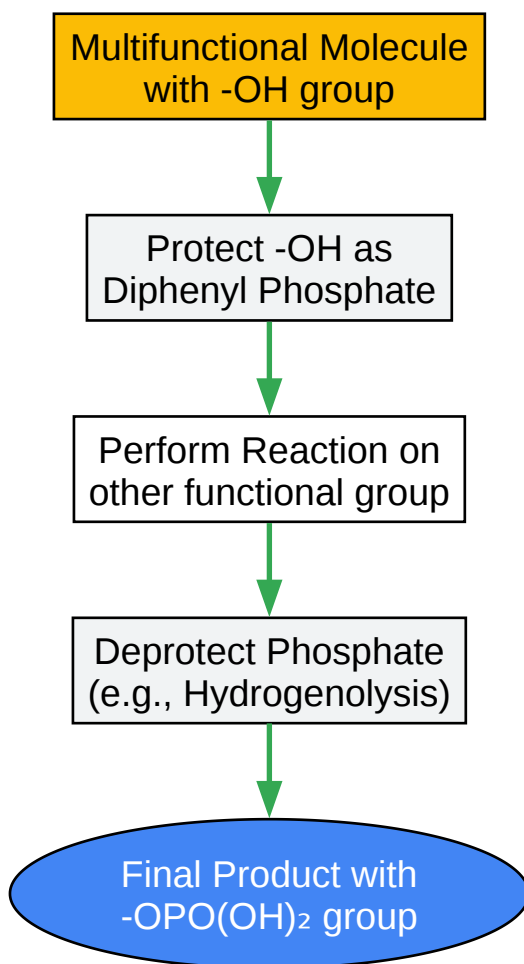 Multifunctional Molecule
with -OH group
Protect -OH as
Diphenyl Phosphate
Perform Reaction on
other functional group
Deprotect Phosphate
(e.g., Hydrogenolysis)
Final Product with
-OPO(OH)₂ group